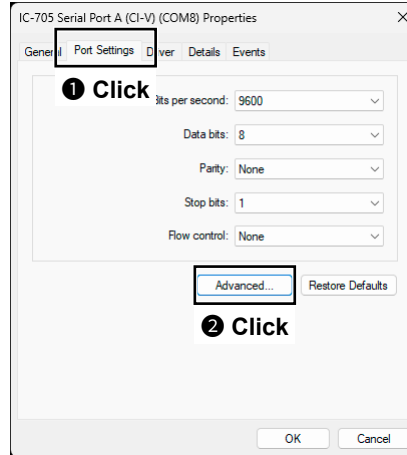 IC-705 Serial Port A (CI-V) (COM8) Properties
General Port Settings Driver Details Events
❶ Click
Bits per second: 9600
Data bits: 8
Parity: None
Stop bits: 1
Flow control: None
Advanced... Restore Defaults
❷ Click
OK Cancel